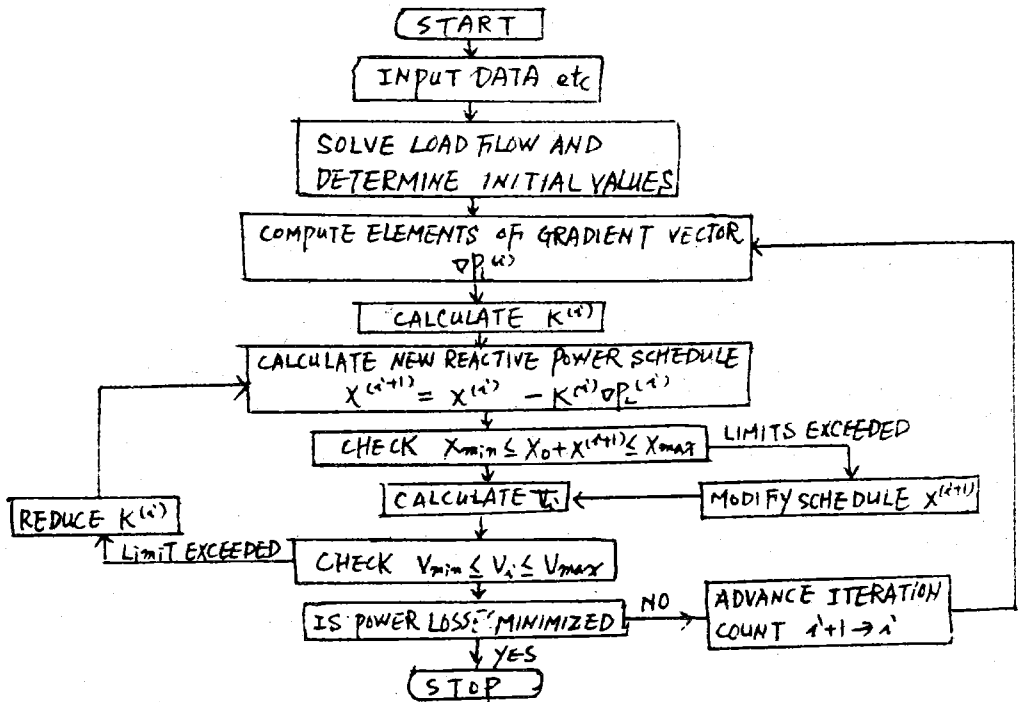 START
INPUT DATA etc
SOLVE LOAD FLOW AND
DETERMINE INITIAL VALUES
COMPUTE ELEMENTS OF GRADIENT VECTOR
∇P_L^(i)
CALCULATE K^(i)
CALCULATE NEW REACTIVE POWER SCHEDULE
X^(i+1) = X^(i) - K^(i) ∇P_L^(i)
CHECK X_min ≤ X_0 + X^(i+1) ≤ X_max
LIMITS EXCEEDED
CALCULATE V_i
MODIFY SCHEDULE X^(i+1)
REDUCE K^(i)
LIMIT EXCEEDED
CHECK V_min ≤ V_i ≤ V_max
IS POWER LOSS MINIMIZED
NO
ADVANCE ITERATION
COUNT i+1 → i
YES
STOP